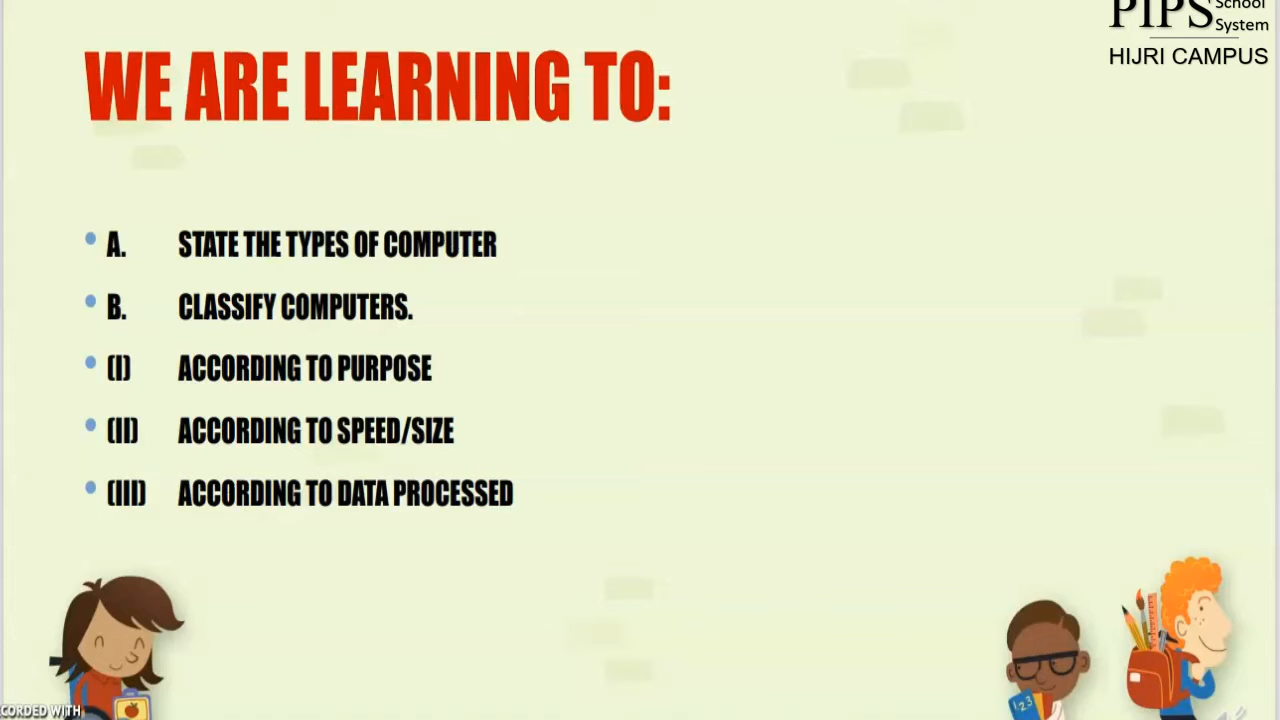 PIPS School
System
HIJRI CAMPUS
WE ARE LEARNING TO:
• A. STATE THE TYPES OF COMPUTER
• B. CLASSIFY COMPUTERS.
• (I) ACCORDING TO PURPOSE
• (II) ACCORDING TO SPEED/SIZE
• (III) ACCORDING TO DATA PROCESSED
123
CORDED WITH